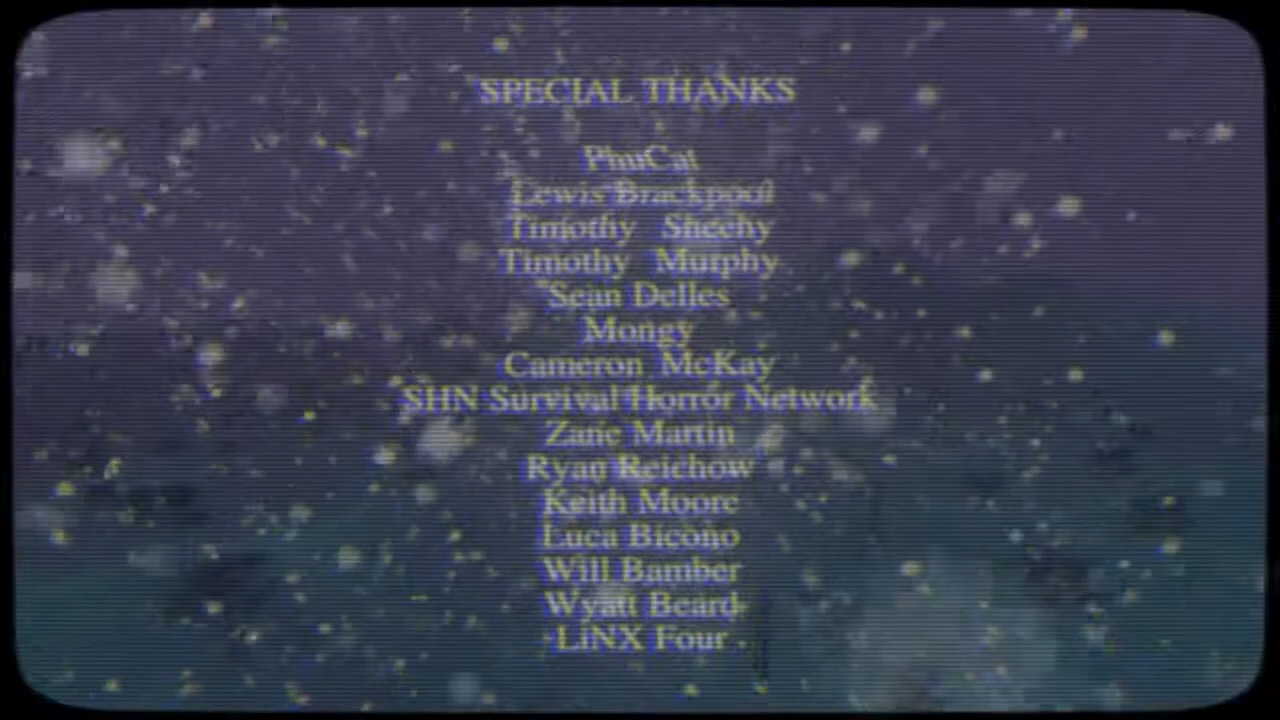 SPECIAL THANKS
PhuCat
Lewis Brackpool
Timothy Sheehy
Timothy Murphy
Sean Delles
Mongy
Cameron McKay
SHN Survival Horror Network
Zane Martin
Ryan Reichow
Keith Moore
Luca Bicono
Will Bamber
Wyatt Beard
LiNX Four